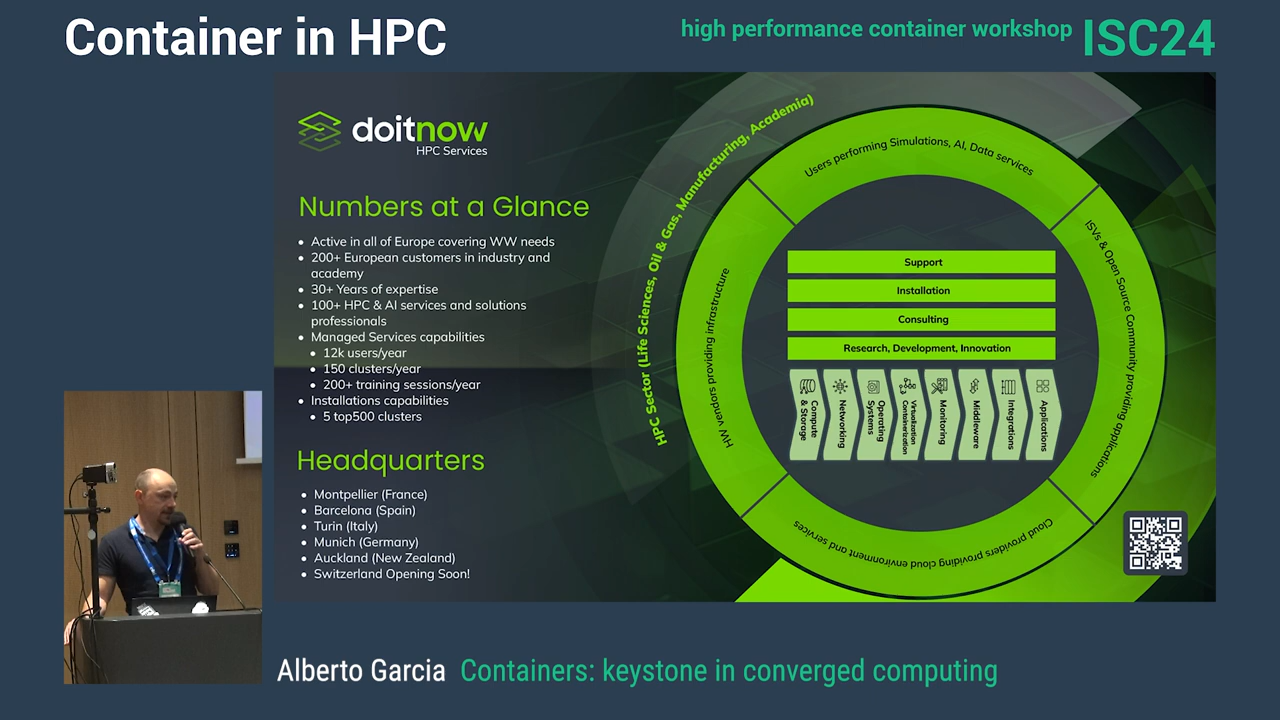 Container in HPC
high performance container workshop ISC24
doitnow
HPC Services
Numbers at a Glance
• Active in all of Europe covering WW needs
• 200+ European customers in industry and
academy
• 30+ Years of expertise
• 100+ HPC & AI services and solutions
professionals
• Managed Services capabilities
• 12k users/year
• 150 clusters/year
• 200+ training sessions/year
• Installations capabilities
• 5 top500 clusters
Headquarters
• Montpellier (France)
• Barcelona (Spain)
• Turin (Italy)
• Munich (Germany)
• Auckland (New Zealand)
• Switzerland Opening Soon!
HPC Sector (Life Sciences, Oil & Gas, Manufacturing, Academia)
Users performing Simulations, AI, Data services
ISVs & Open Source Community providing applications
Cloud providers providing cloud environment and services
HW vendors providing infrastructure
Support
Installation
Consulting
Research, Development, Innovation
Compute
& Storage
Networking
Operating
Systems
Virtualization
Containerization
Monitoring
Middleware
Integrations
Applications
Alberto Garcia Containers: keystone in converged computing